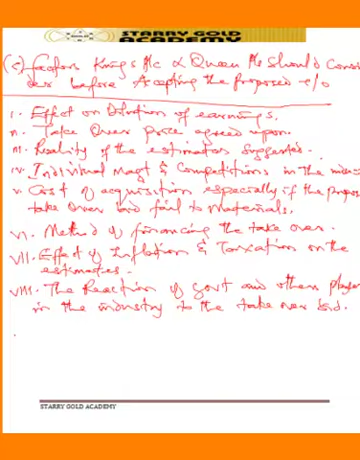 STARRY GOLD
ACADEMY
(c) Factors Kings Plc & Queen Plc should Consi
der before Accepting the Proposed t/o
i. Effect on Dilution of earnings.
ii. Take Over price agreed upon.
iii. Reality of the estimates suggested.
iv. Individual Magt & Competitions in the indus
v. Cost of acquisition especially if the propos
take over bid fail to materials.
VI. Method of financing the take over.
VII. Effect of Inflation & Taxation on the
estimates.
VIII. The Reaction of Govt and other player
in the industry to the take over bid.
STARRY GOLD ACADEMY